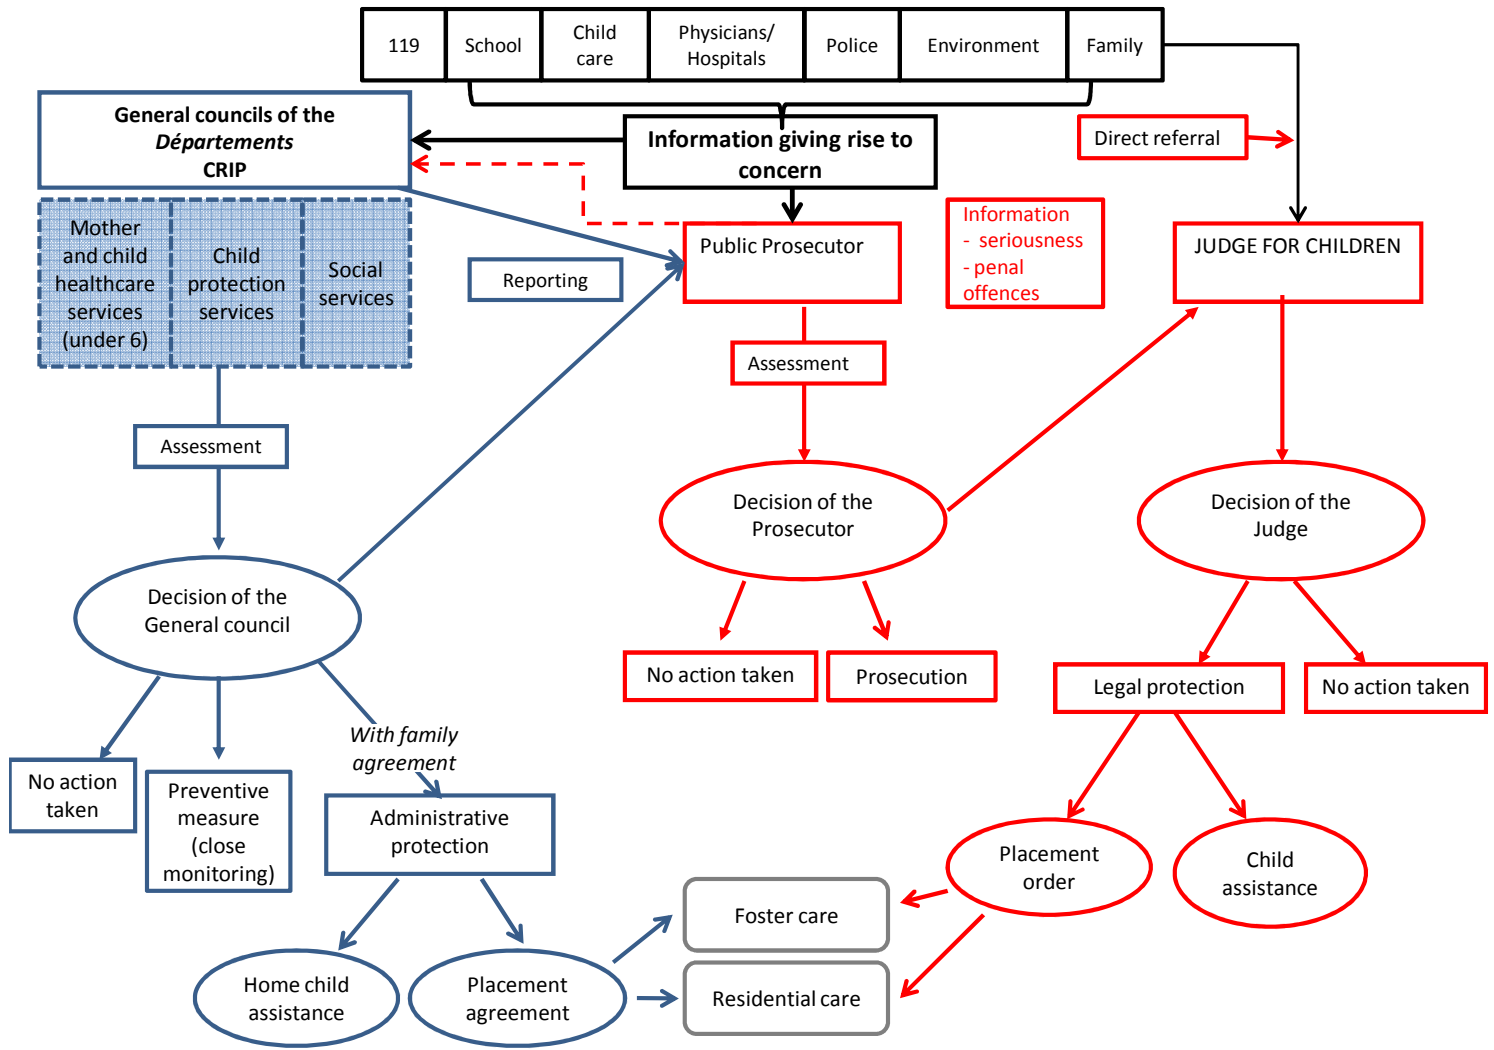 119
School
Child
care
Physicians/
Hospitals
Police
Environment
Family
General councils of the
Départements
CRIP
Information giving rise to
concern
Direct referral
Mother
and child
healthcare
services
(under 6)
Child
protection
services
Social
services
Reporting
Public Prosecutor
Information
- seriousness
- penal
offences
JUDGE FOR CHILDREN
Assessment
Assessment
Decision of the
Prosecutor
Decision of the
Judge
Decision of the
General council
No action taken
Prosecution
Legal protection
No action taken
With family
agreement
No action
taken
Preventive
measure
(close
monitoring)
Administrative
protection
Placement
order
Child
assistance
Foster care
Home child
assistance
Placement
agreement
Residential care